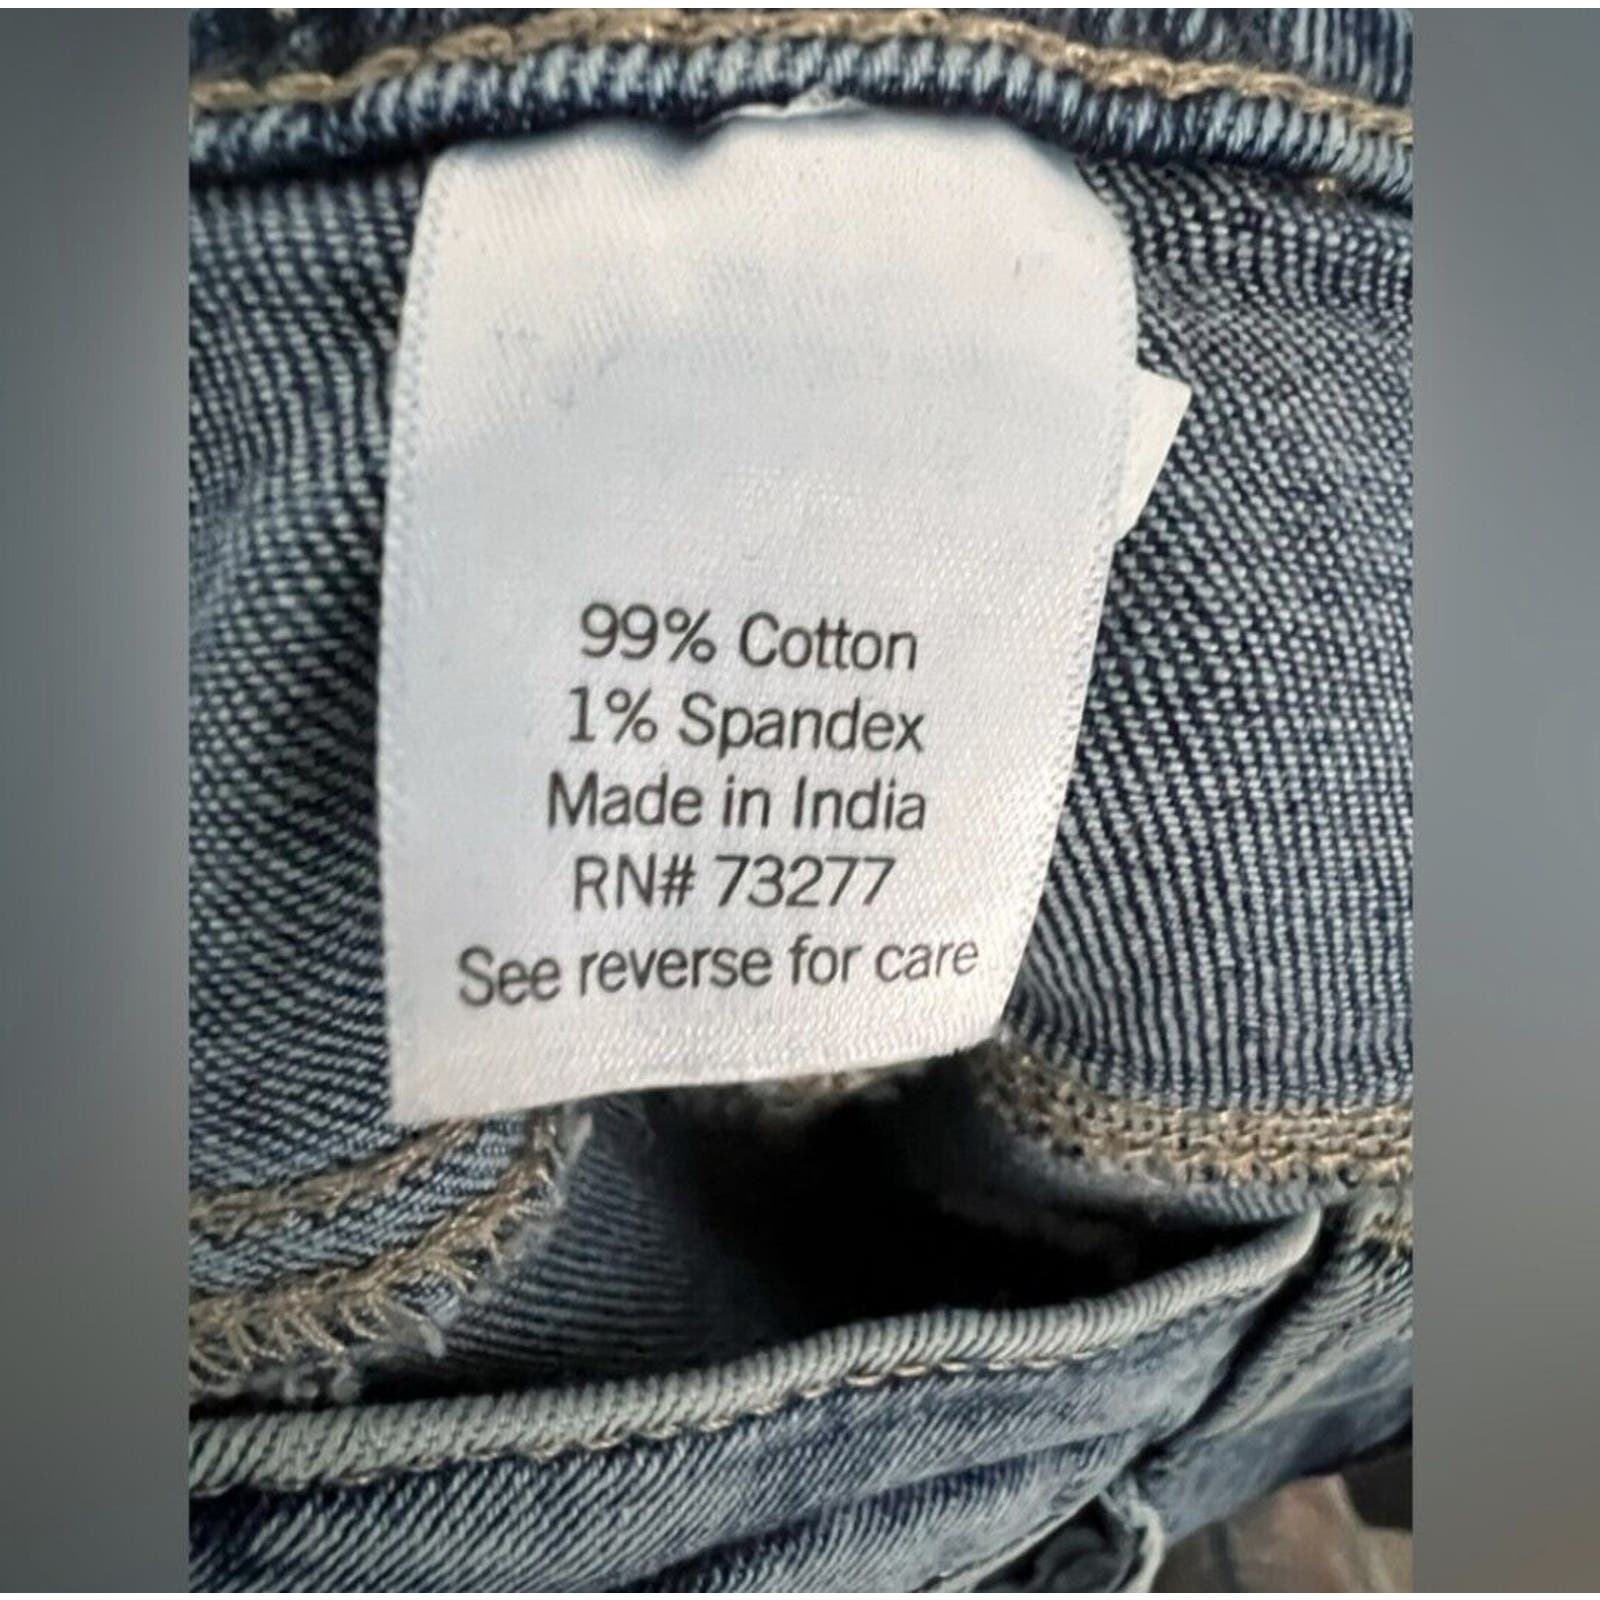 99% Cotton
1% Spandex
Made in India
RN# 73277
See reverse for care